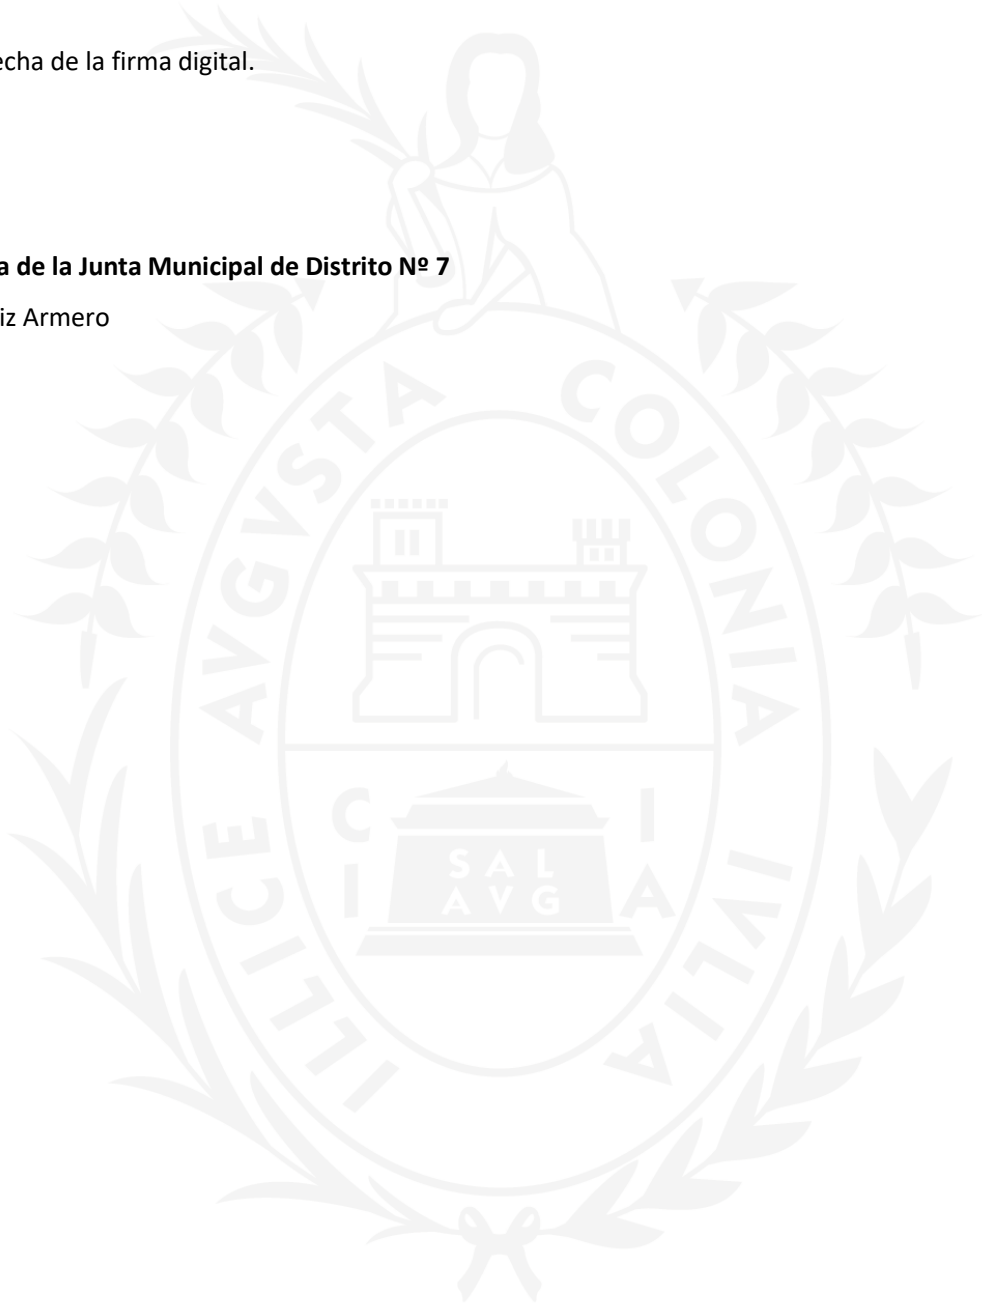 echa de la firma digital.
a de la Junta Municipal de Distrito Nº 7
iz Armero
COLONIA IVLIA ILLICE AVGVSTA
C I
I A
SAL
AVG